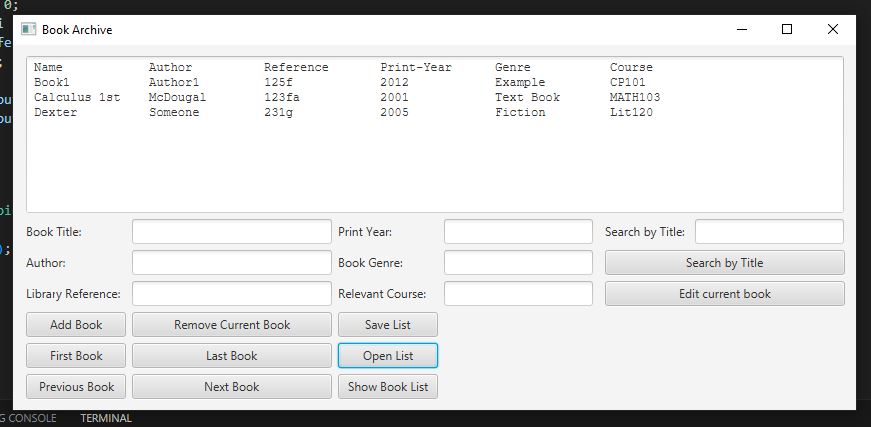 0;
Book Archive
Name Author Reference Print-Year Genre Course
Book1 Author1 125f 2012 Example CP101
Calculus 1st McDougal 123fa 2001 Text Book MATH103
Dexter Someone 231g 2005 Fiction Lit120
Book Title: Print Year: Search by Title:
Author: Book Genre: Search by Title
Library Reference: Relevant Course: Edit current book
Add Book Remove Current Book Save List
First Book Last Book Open List
Previous Book Next Book Show Book List
G CONSOLE TERMINAL